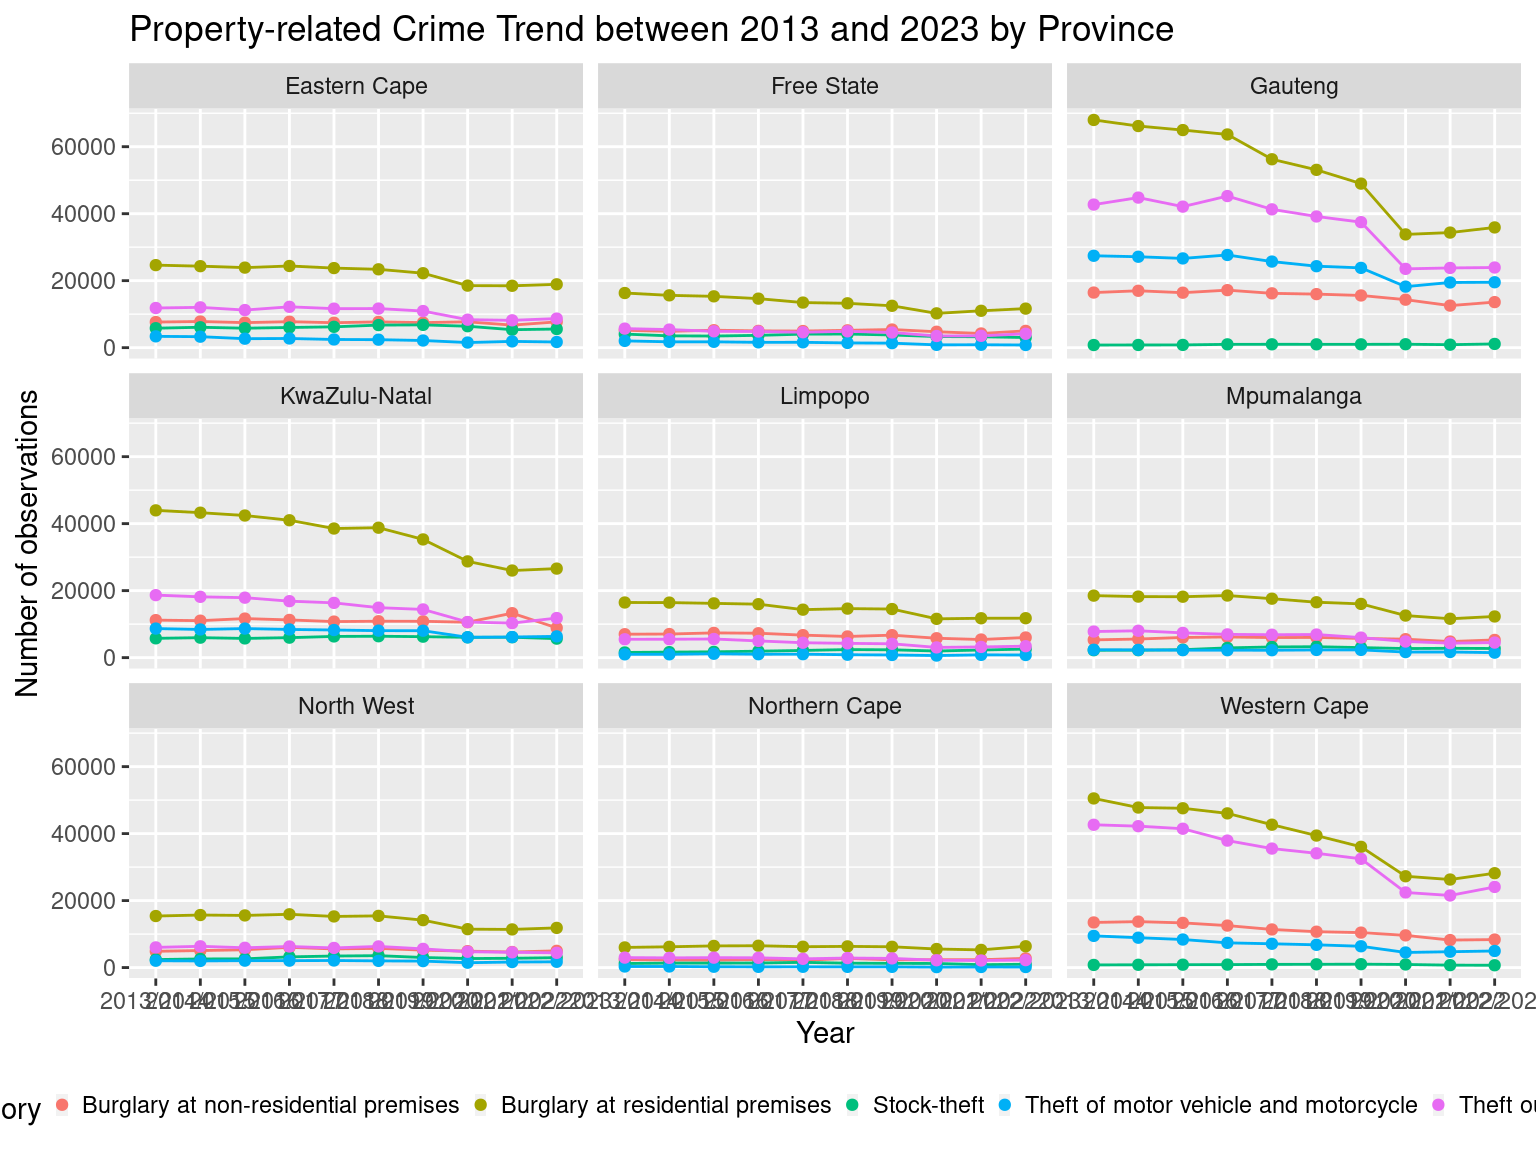 Property-related Crime Trend between 2013 and 2023 by Province
Eastern Cape
Free State
Gauteng
60000
40000
20000
0
KwaZulu-Natal
Limpopo
Mpumalanga
60000
40000
20000
0
North West
Northern Cape
Western Cape
60000
40000
20000
0
Number of observations
Year
ory Burglary at non-residential premises Burglary at residential premises Stock-theft Theft of motor vehicle and motorcycle Theft